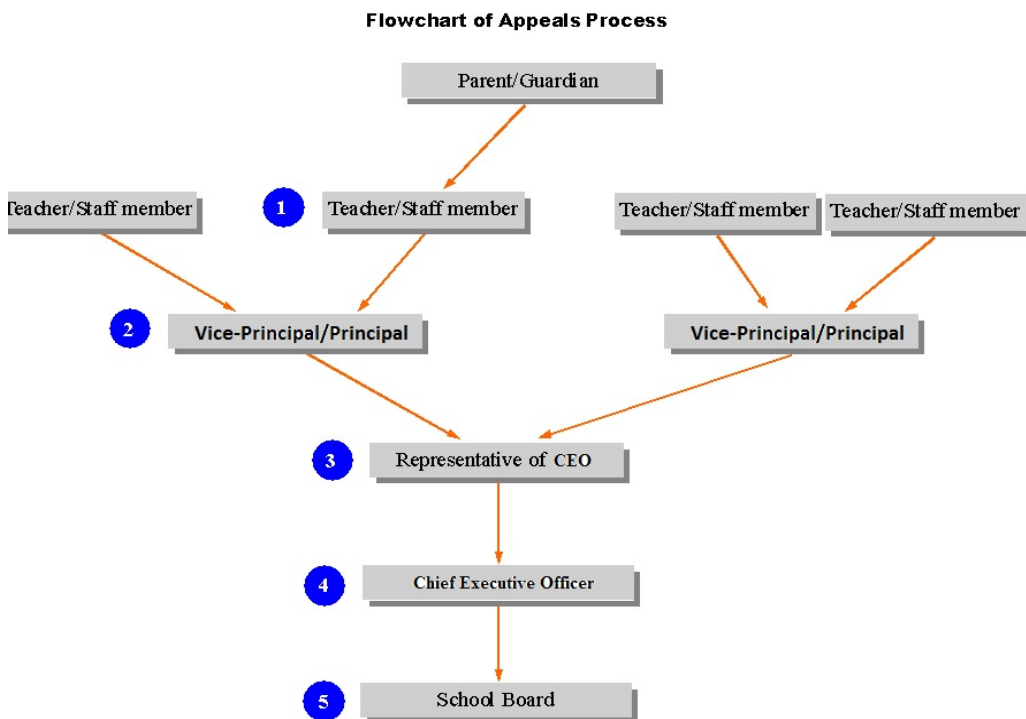 Flowchart of Appeals Process
Parent/Guardian
Teacher/Staff member
1
Teacher/Staff member
Teacher/Staff member
Teacher/Staff member
2
Vice-Principal/Principal
Vice-Principal/Principal
3
Representative of CEO
4
Chief Executive Officer
5
School Board